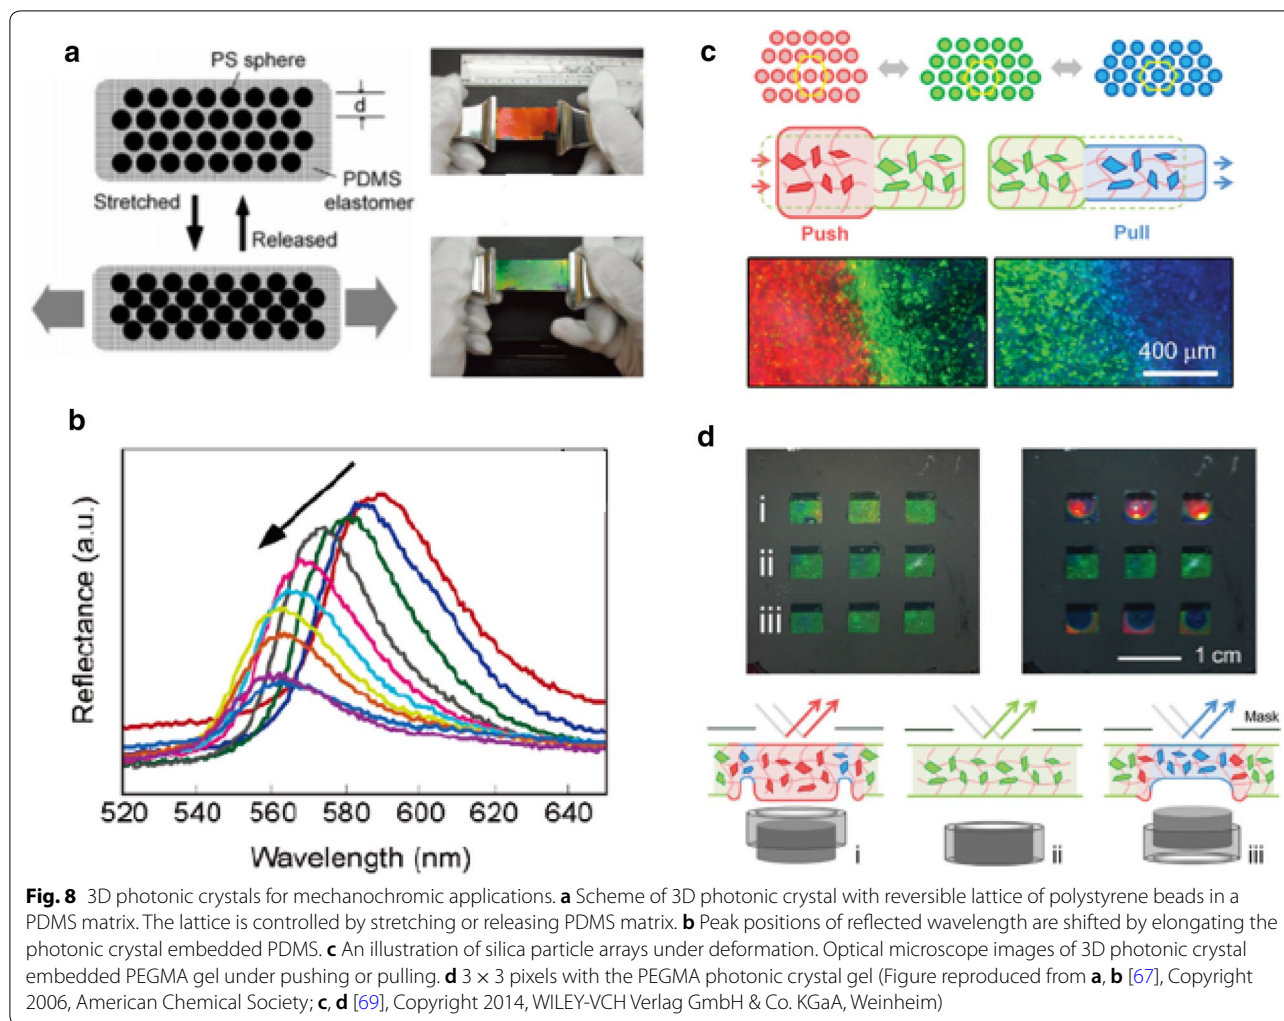 a
PS sphere
d
PDMS
elastomer
Stretched
Released
c
Push
Pull
400 µm
b
Reflectance (a.u.)
520 540 560 580 600 620 640
Wavelength (nm)
d
i
ii
iii
1 cm
Mask
i
ii
iii
Fig. 8 3D photonic crystals for mechanochromic applications. a Scheme of 3D photonic crystal with reversible lattice of polystyrene beads in a
PDMS matrix. The lattice is controlled by stretching or releasing PDMS matrix. b Peak positions of reflected wavelength are shifted by elongating the
photonic crystal embedded PDMS. c An illustration of silica particle arrays under deformation. Optical microscope images of 3D photonic crystal
embedded PEGMA gel under pushing or pulling. d 3 × 3 pixels with the PEGMA photonic crystal gel (Figure reproduced from a, b [67], Copyright
2006, American Chemical Society; c, d [69], Copyright 2014, WILEY-VCH Verlag GmbH & Co. KGaA, Weinheim)